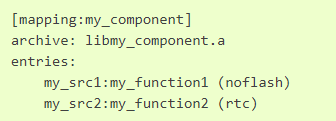 [mapping:my_component]
archive: libmy_component.a
entries:
    my_src1:my_function1 (noflash)
    my_src2:my_function2 (rtc)